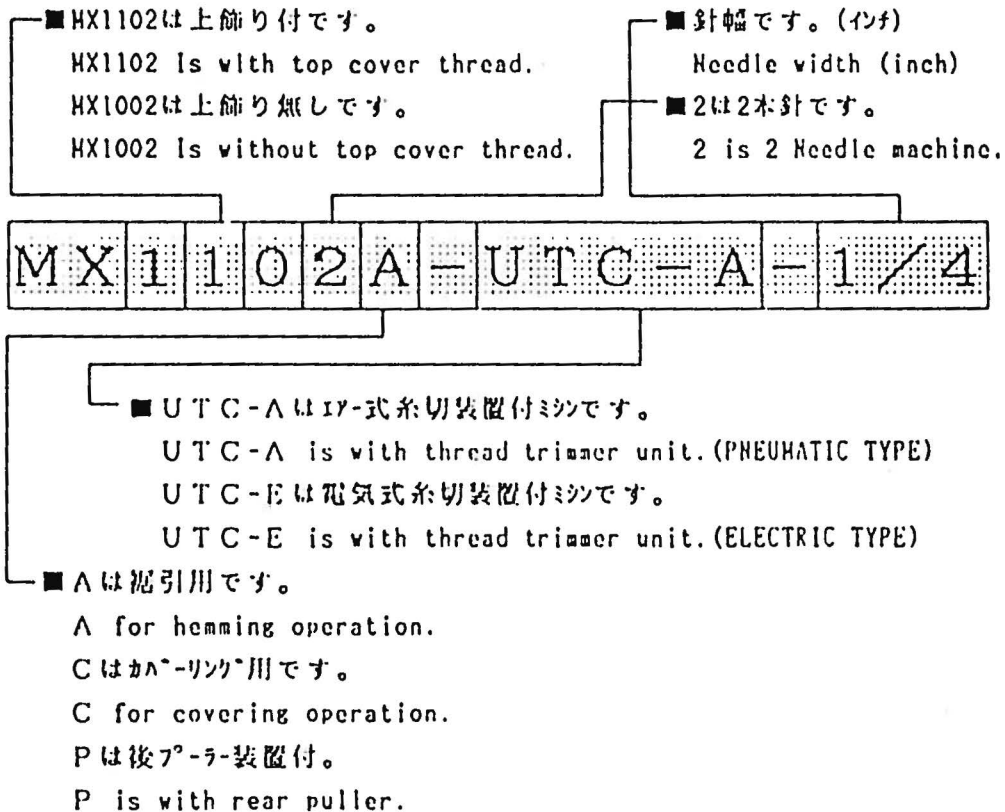 ■MX1102は上飾り付です。
MX1102 Is with top cover thread.
MX1002は上飾り無しです。
MX1002 Is without top cover thread.
■針幅です。(インチ)
Needle width (inch)
■2は2本針です。
2 is 2 Needle machine.
MX1102A-UTC-A-1/4
■UTC-Aはエアー式糸切装置付ミシンです。
UTC-A is with thread trimmer unit.(PNEUMATIC TYPE)
UTC-Eは電気式糸切装置付ミシンです。
UTC-E is with thread trimmer unit.(ELECTRIC TYPE)
■Aは裾引用です。
A for hemming operation.
Cはカバーリング用です。
C for covering operation.
Pは後プーラー装置付。
P is with rear puller.